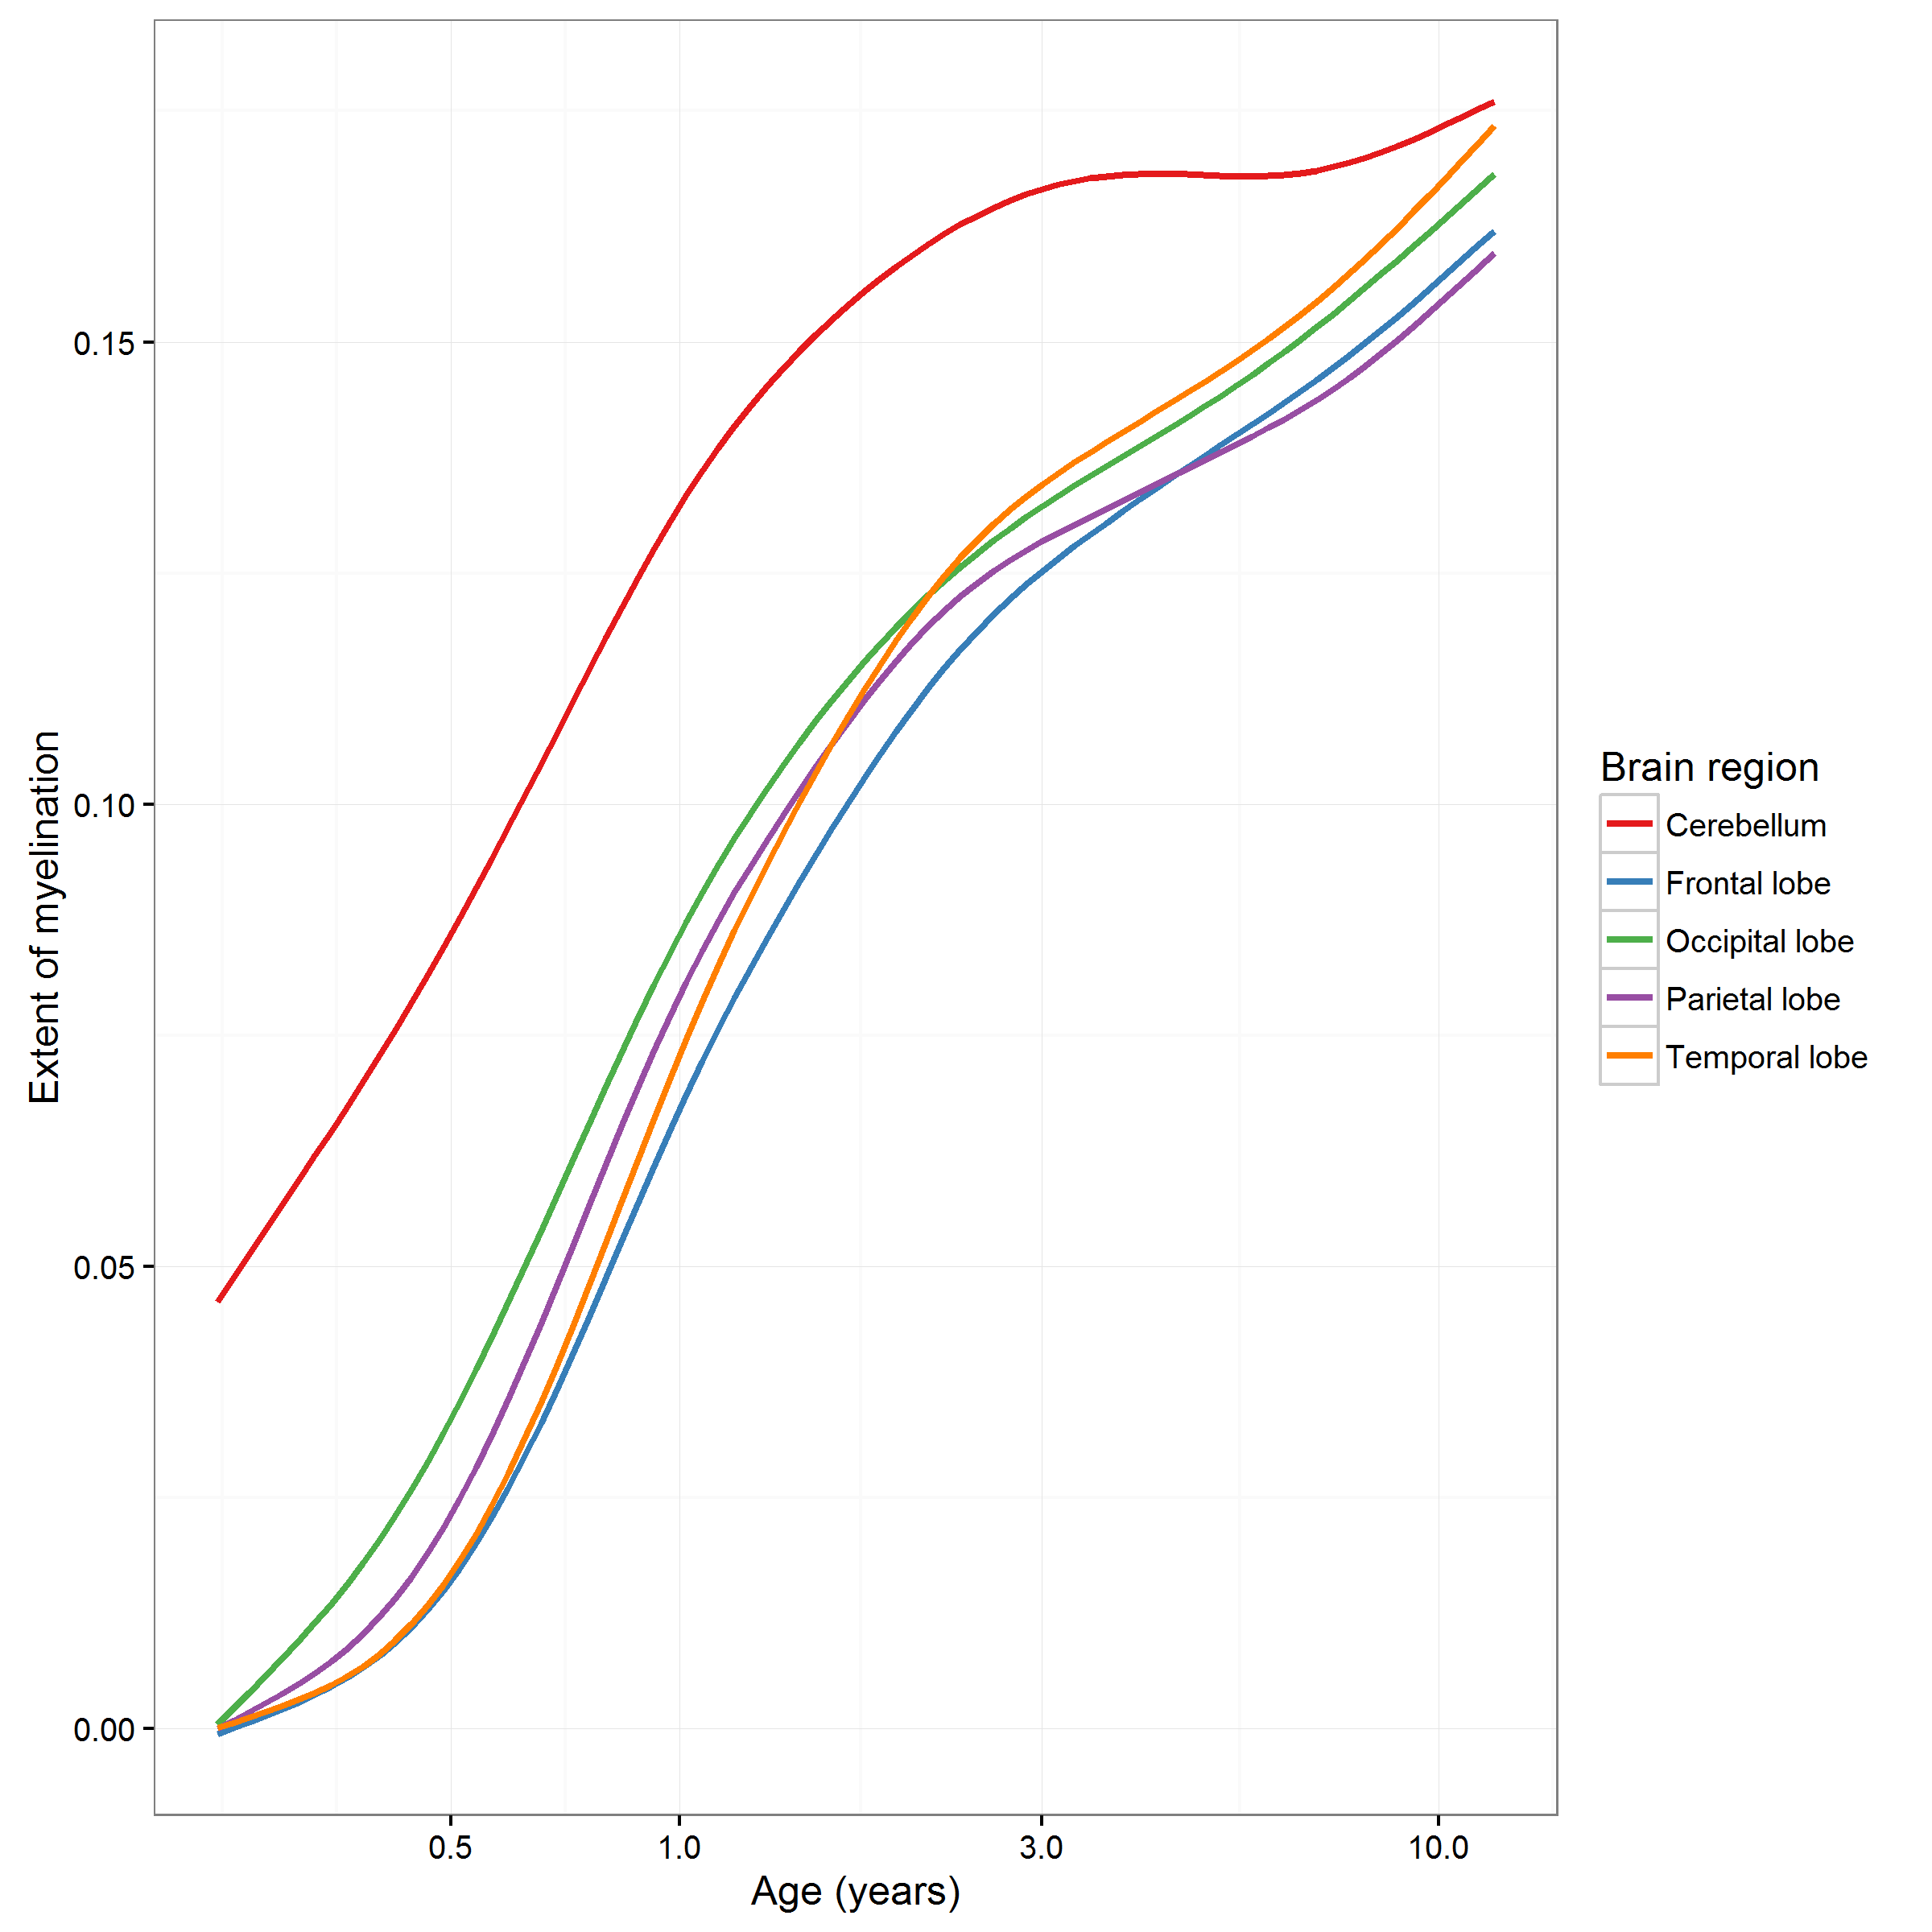 Extent of myelination
0.15
0.10
0.05
0.00
0.5 1.0 3.0 10.0
Age (years)
Brain region
Cerebellum
Frontal lobe
Occipital lobe
Parietal lobe
Temporal lobe